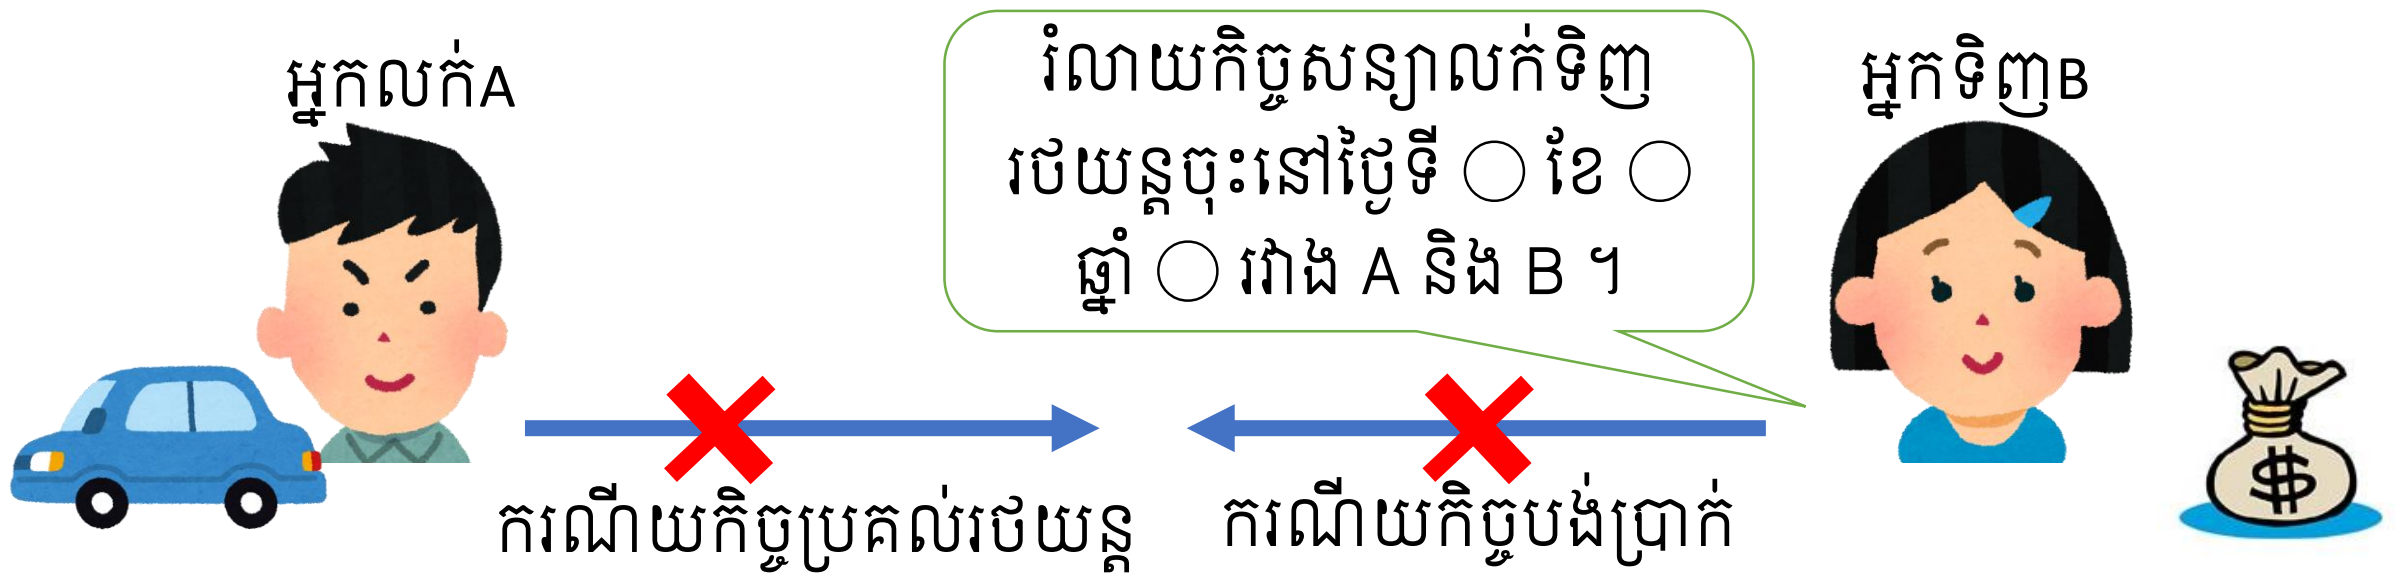 អ្នកលក់A
រំលាយកិច្ចសន្យាលក់ទិញ
រថយន្តចុះនៅថ្ងៃទី ○ ខែ ○
ឆ្នាំ ○ រវាង A និង B ។
អ្នកទិញB
ករណីយកិច្ចប្រគល់រថយន្ត
ករណីយកិច្ចបង់ប្រាក់
$